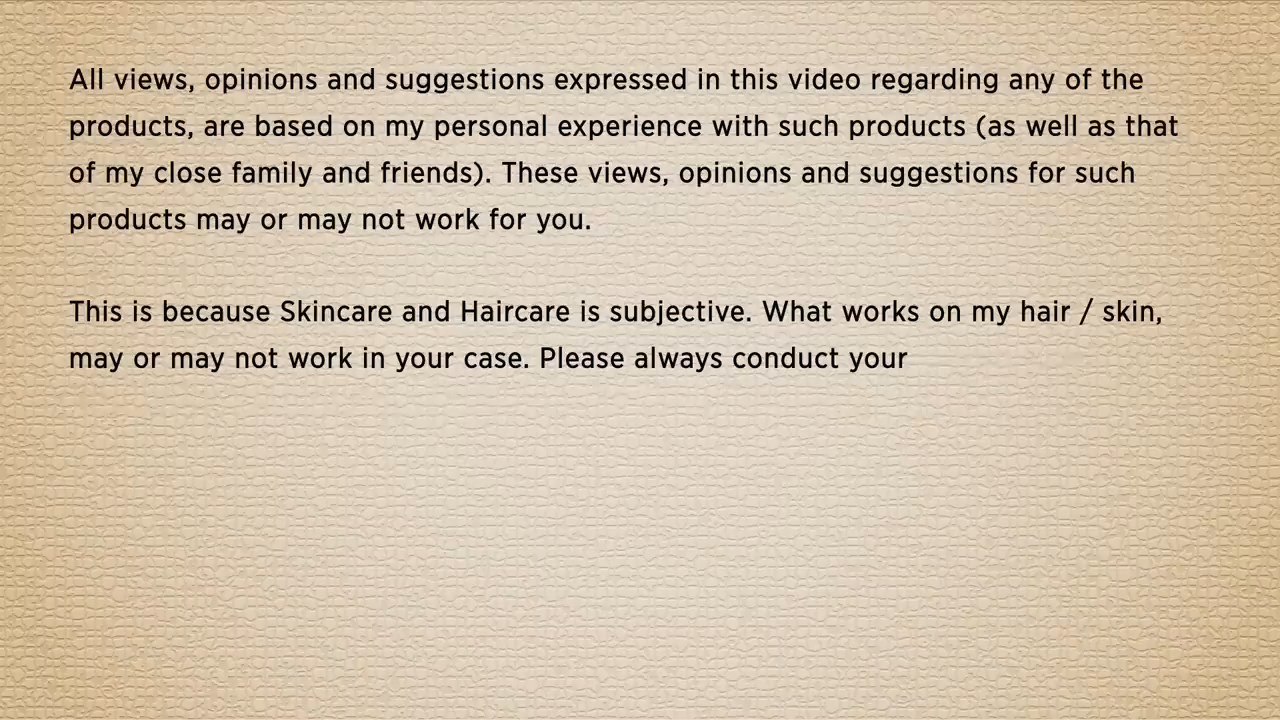 All views, opinions and suggestions expressed in this video regarding any of the
products, are based on my personal experience with such products (as well as that
of my close family and friends). These views, opinions and suggestions for such
products may or may not work for you.
This is because Skincare and Haircare is subjective. What works on my hair / skin,
may or may not work in your case. Please always conduct your